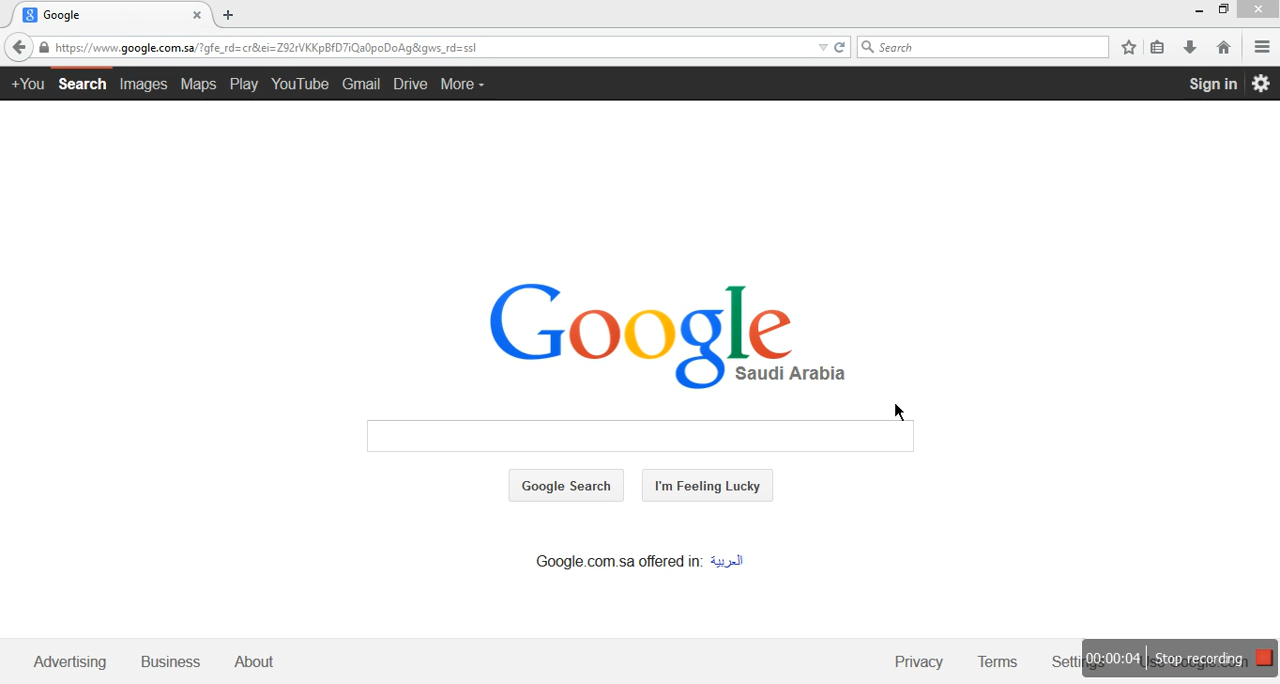 Google
https://www.google.com.sa/?gfe_rd=cr&ei=Z92rVKKpBfD7iQa0poDoAg&gws_rd=ssl
Search
+You Search Images Maps Play YouTube Gmail Drive More
Sign in
Google
Saudi Arabia
Google Search
I'm Feeling Lucky
Google.com.sa offered in: العربية
Advertising Business About
Privacy Terms Settings
00:00:04 Stop recording